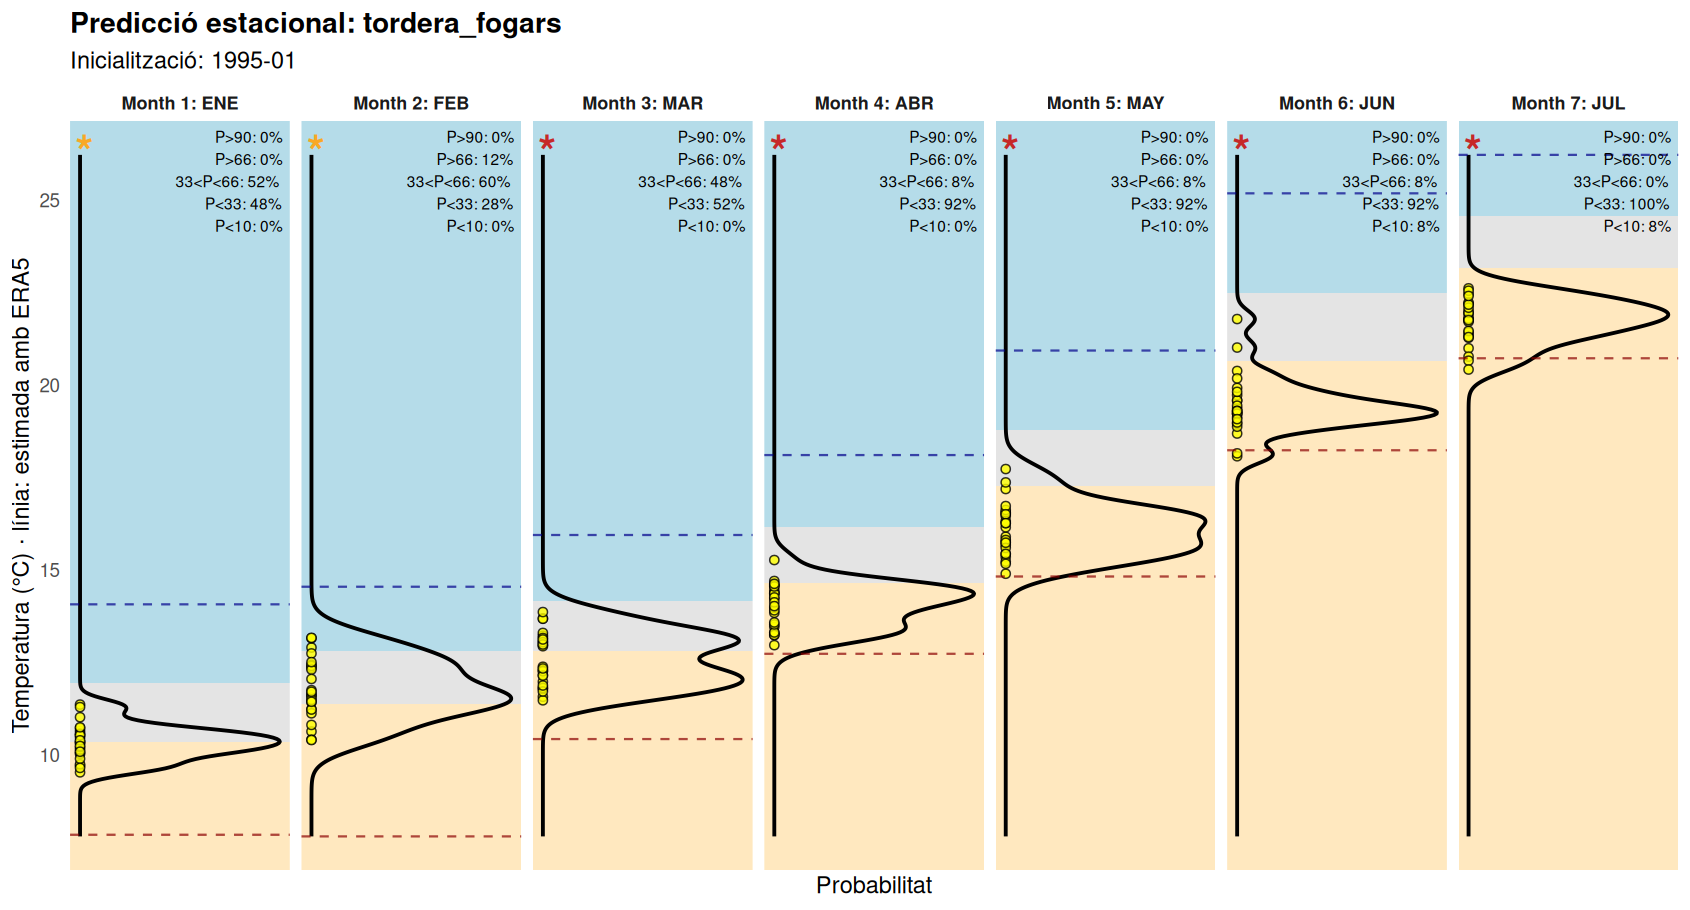 Predicció estacional: tordera_fogars
Inicialització: 1995-01
Month 1: ENE
Month 2: FEB
Month 3: MAR
Month 4: ABR
Month 5: MAY
Month 6: JUN
Month 7: JUL
*
P>90: 0%
P>66: 0%
33<P<66: 52%
P<33: 48%
P<10: 0%
*
P>90: 0%
P>66: 12%
33<P<66: 60%
P<33: 28%
P<10: 0%
*
P>90: 0%
P>66: 0%
33<P<66: 48%
P<33: 52%
P<10: 0%
*
P>90: 0%
P>66: 0%
33<P<66: 8%
P<33: 92%
P<10: 0%
*
P>90: 0%
P>66: 0%
33<P<66: 8%
P<33: 92%
P<10: 0%
*
P>90: 0%
P>66: 0%
33<P<66: 8%
P<33: 92%
P<10: 8%
*
P>90: 0%
P>66: 0%
33<P<66: 0%
P<33: 100%
P<10: 8%
25
20
15
10
Temperatura (°C) · línia: estimada amb ERA5
Probabilitat